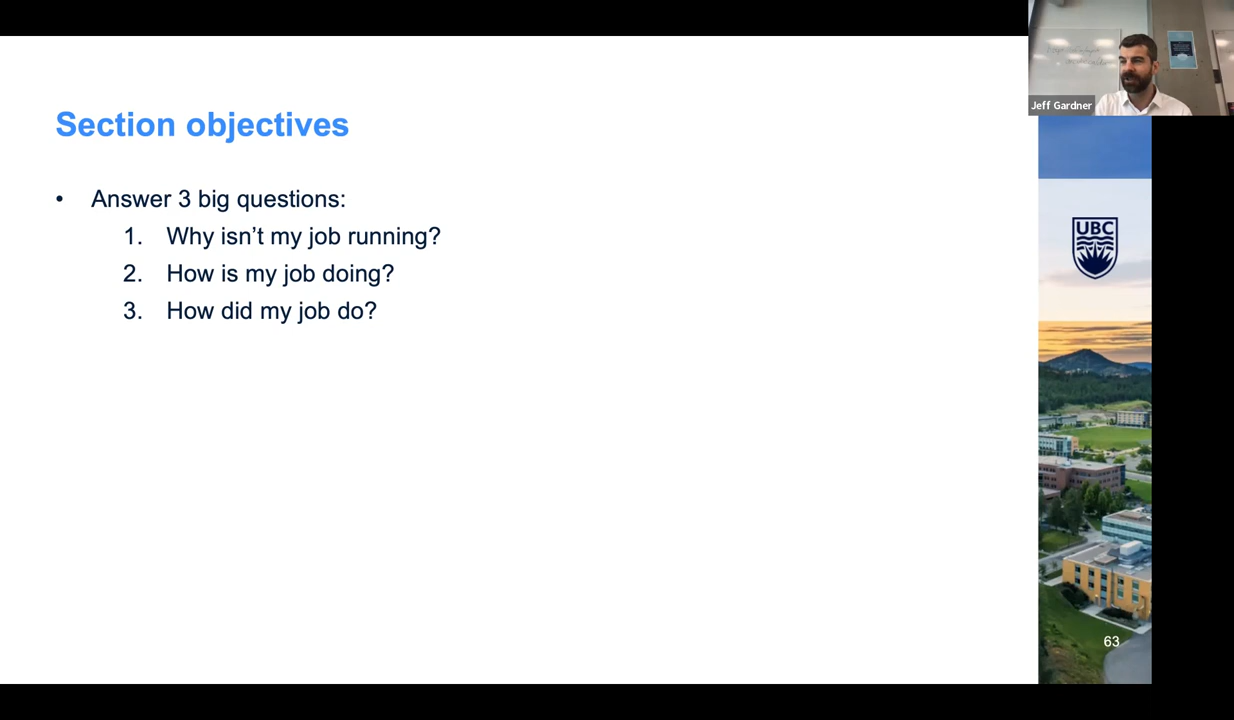 Section objectives
• Answer 3 big questions:
1. Why isn’t my job running?
2. How is my job doing?
3. How did my job do?
Jeff Gardner
UBC
63